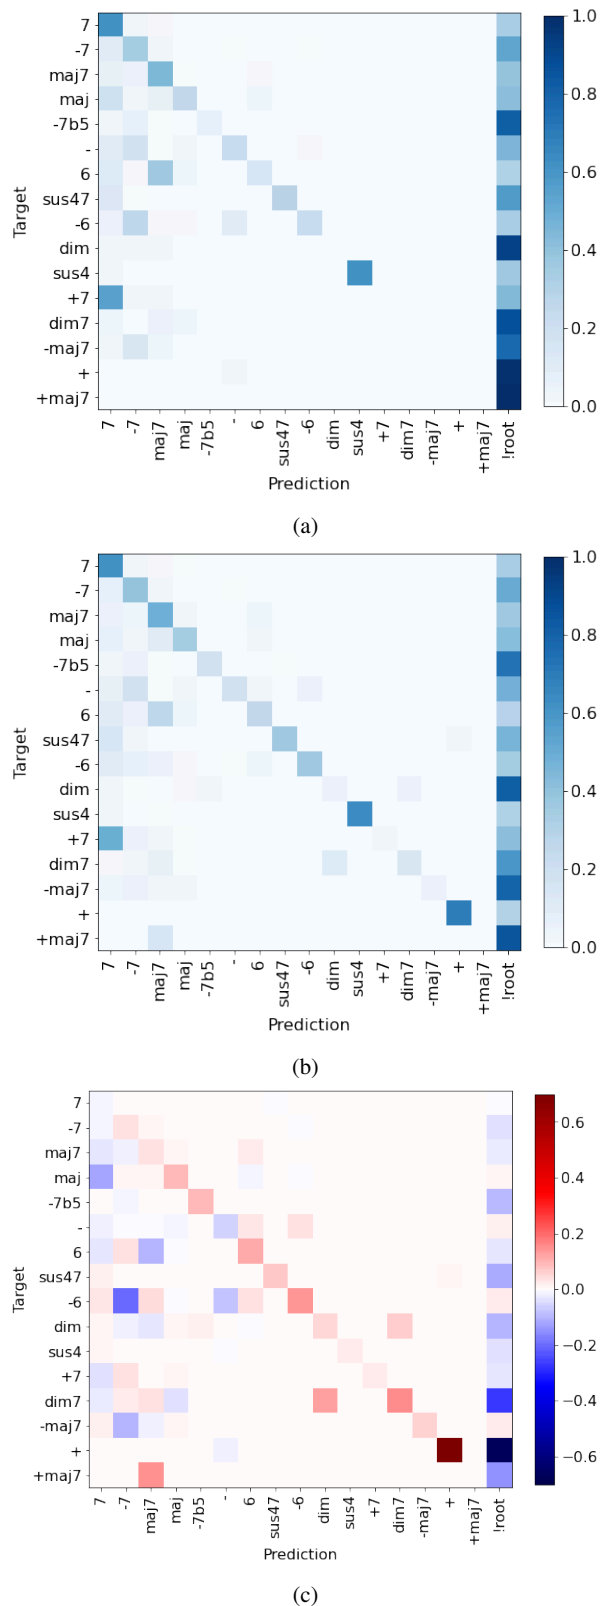 7
-7
maj7
maj
-7b5
-
6
sus47
-6
dim
sus4
+7
dim7
-maj7
+
+maj7
Target
7 -7 maj7 maj -7b5 - 6 sus47 -6 dim sus4 +7 dim7 -maj7 + +maj7 !root
Prediction
1.0
0.8
0.6
0.4
0.2
0.0
(a)
7
-7
maj7
maj
-7b5
-
6
sus47
-6
dim
sus4
+7
dim7
-maj7
+
+maj7
Target
7 -7 maj7 maj -7b5 - 6 sus47 -6 dim sus4 +7 dim7 -maj7 + +maj7 !root
Prediction
1.0
0.8
0.6
0.4
0.2
0.0
(b)
7
-7
maj7
maj
-7b5
-
6
sus47
-6
dim
sus4
+7
dim7
-maj7
+
+maj7
Target
7 -7 maj7 maj -7b5 - 6 sus47 -6 dim sus4 +7 dim7 -maj7 + +maj7 !root
Prediction
0.6
0.4
0.2
0.0
−0.2
−0.4
−0.6
(c)